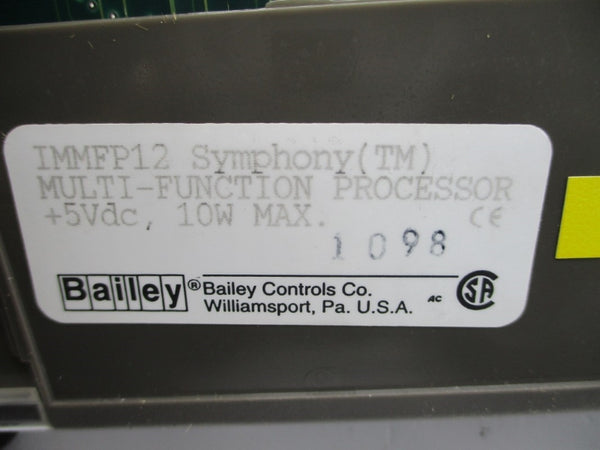 IMMFP12 Symphony(TM)
MULTI-FUNCTION PROCESSOR
+5Vdc, 10W MAX. CE
1098
Bailey® Bailey Controls Co.
Williamsport, Pa. U.S.A. AC SA